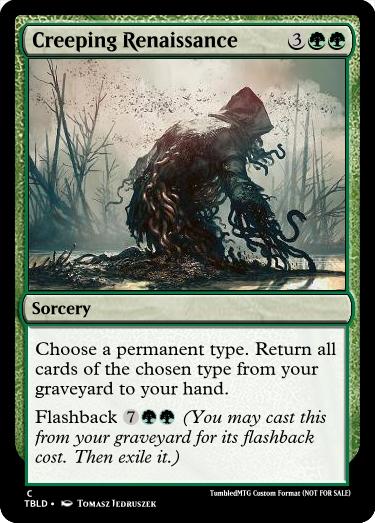 Creeping Renaissance 3
Sorcery
Choose a permanent type. Return all
cards of the chosen type from your
graveyard to your hand.
Flashback 7 (You may cast this
from your graveyard for its flashback
cost. Then exile it.)
C
TBLD • Tomasz Jedruszek
TumbledMTG Custom Format (NOT FOR SALE)